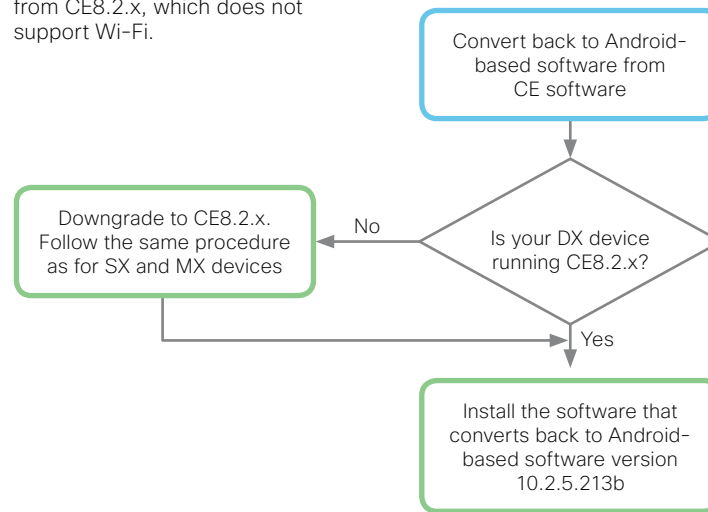 from CE8.2.x, which does not
support Wi-Fi.
Convert back to Android-
based software from
CE software
Is your DX device
running CE8.2.x?
No
Downgrade to CE8.2.x.
Follow the same procedure
as for SX and MX devices
Yes
Install the software that
converts back to Android-
based software version
10.2.5.213b